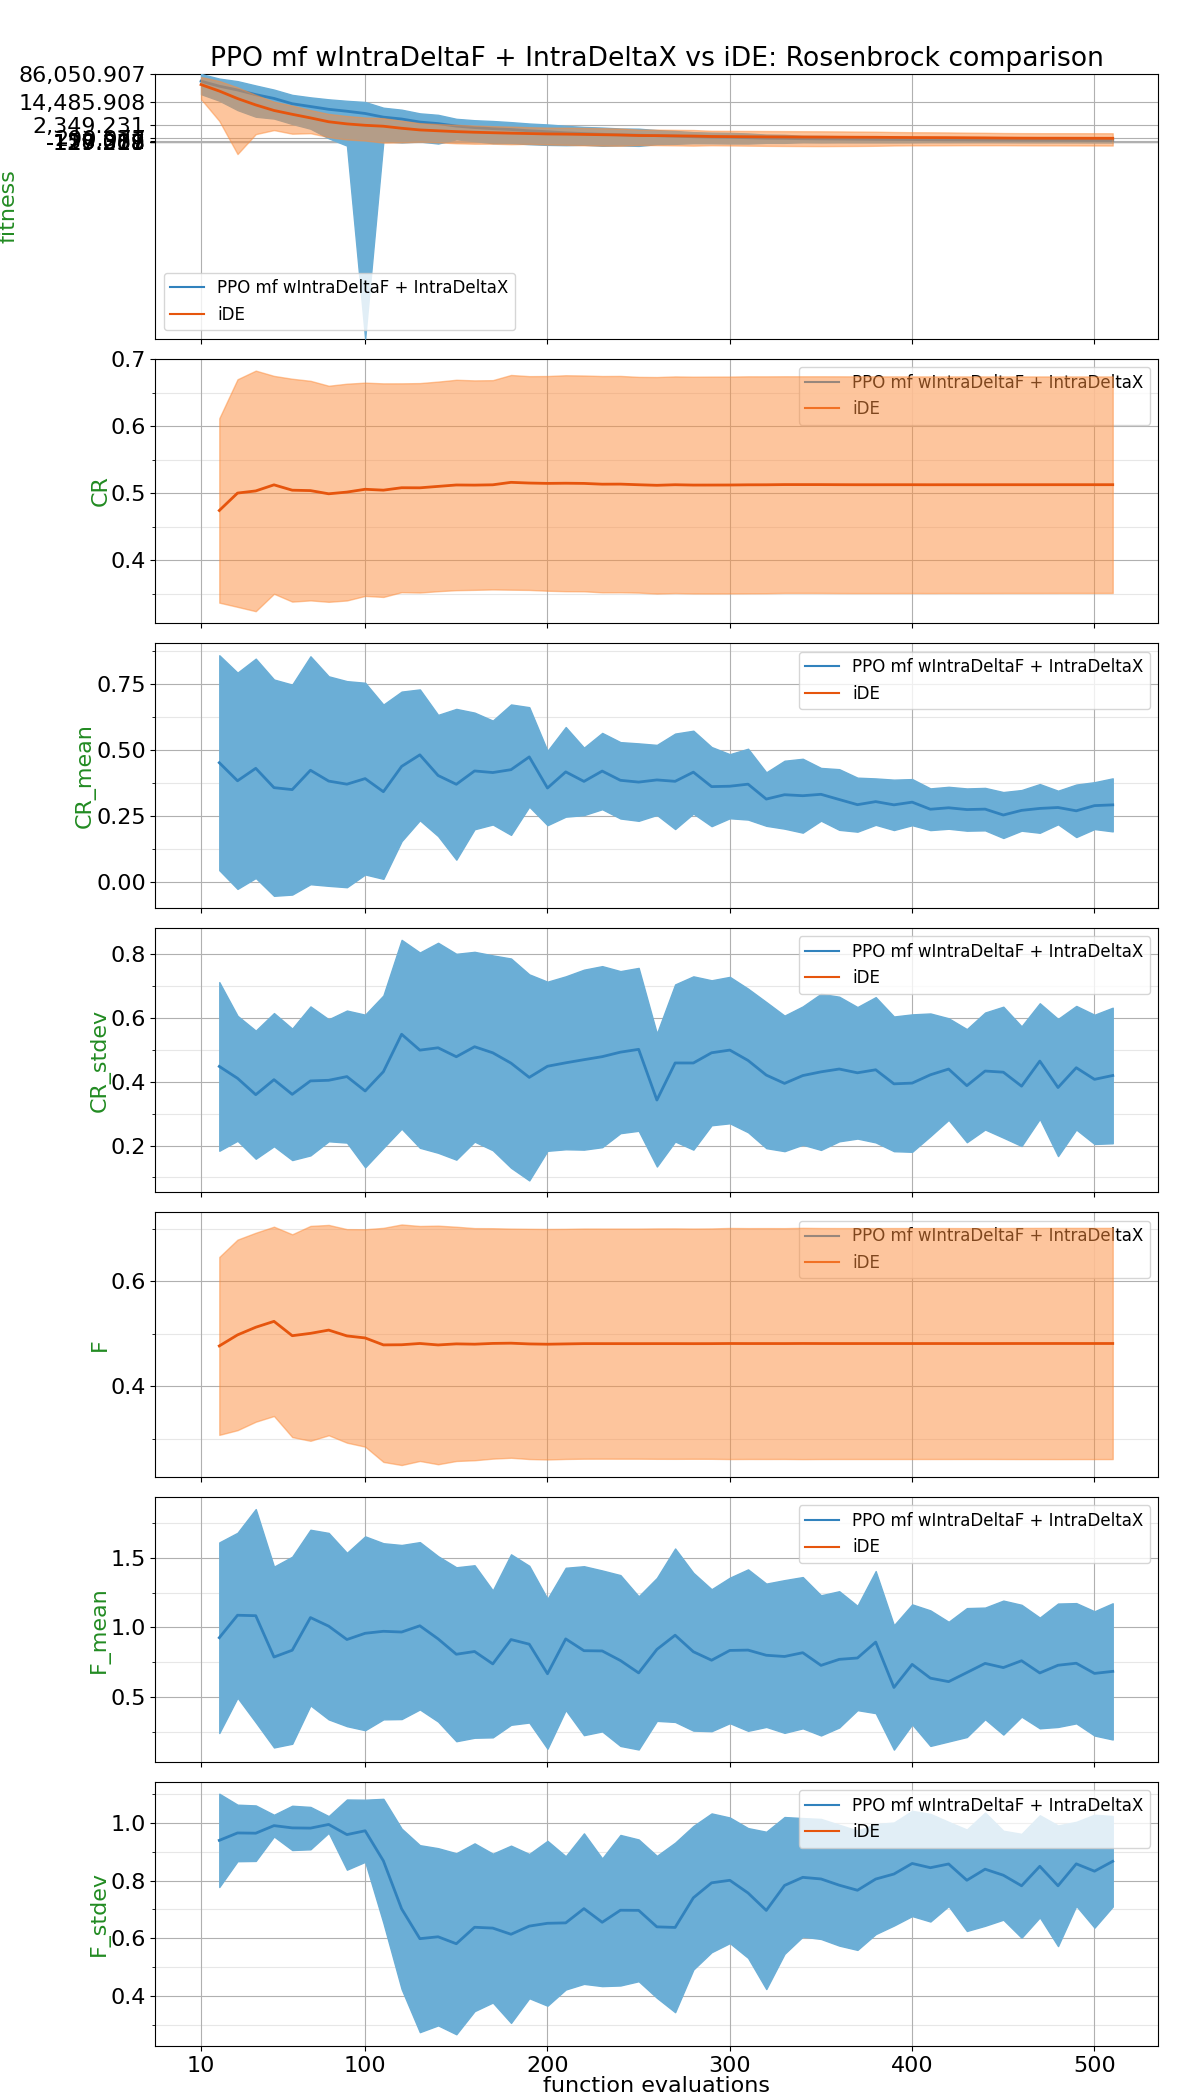 PPO mf wIntraDeltaF + IntraDeltaX vs iDE: Rosenbrock comparison
86,050.907
14,485.908
2,349.231
fitness
PPO mf wIntraDeltaF + IntraDeltaX
iDE
0.7
0.6
0.5
0.4
CR
PPO mf wIntraDeltaF + IntraDeltaX
iDE
0.75
0.50
0.25
0.00
CR_mean
PPO mf wIntraDeltaF + IntraDeltaX
iDE
0.8
0.6
0.4
0.2
CR_stdev
PPO mf wIntraDeltaF + IntraDeltaX
iDE
0.6
0.4
F
PPO mf wIntraDeltaF + IntraDeltaX
iDE
1.5
1.0
0.5
F_mean
PPO mf wIntraDeltaF + IntraDeltaX
iDE
1.0
0.8
0.6
0.4
F_stdev
PPO mf wIntraDeltaF + IntraDeltaX
iDE
10 100 200 300 400 500
function evaluations